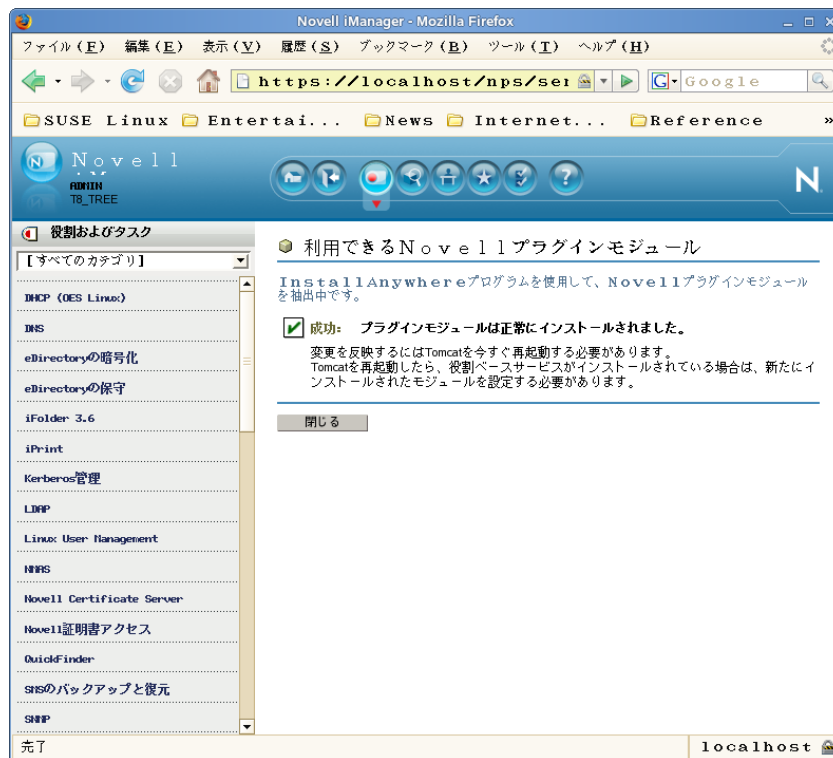 Novell iManager - Mozilla Firefox
ファイル(F) 編集(E) 表示(V) 履歴(S) ブックマーク(B) ツール(T) ヘルプ(H)
https://localhost/nps/ser
G Google
SUSE Linux Entertai... News Internet... Reference »
Novell
ADMIN
T8_TREE
N
役割およびタスク
[すべてのカテゴリ]
DHCP (OES Linux)
DNS
eDirectoryの暗号化
eDirectoryの保守
iFolder 3.6
iPrint
Kerberos管理
LDAP
Linux User Management
NMAS
Novell Certificate Server
Novell証明書アクセス
QuickFinder
SMSのバックアップと復元
SNMP
利用できるNovellプラグインモジュール
InstallAnywhereプログラムを使用して、Novellプラグインモジュール
を抽出中です。
成功: プラグインモジュールは正常にインストールされました。
変更を反映するにはTomcatを今すぐ再起動する必要があります。
Tomcatを再起動したら、役割ベースサービスがインストールされている場合は、新たにイ
ンストールされたモジュールを設定する必要があります。
閉じる
完了
localhost